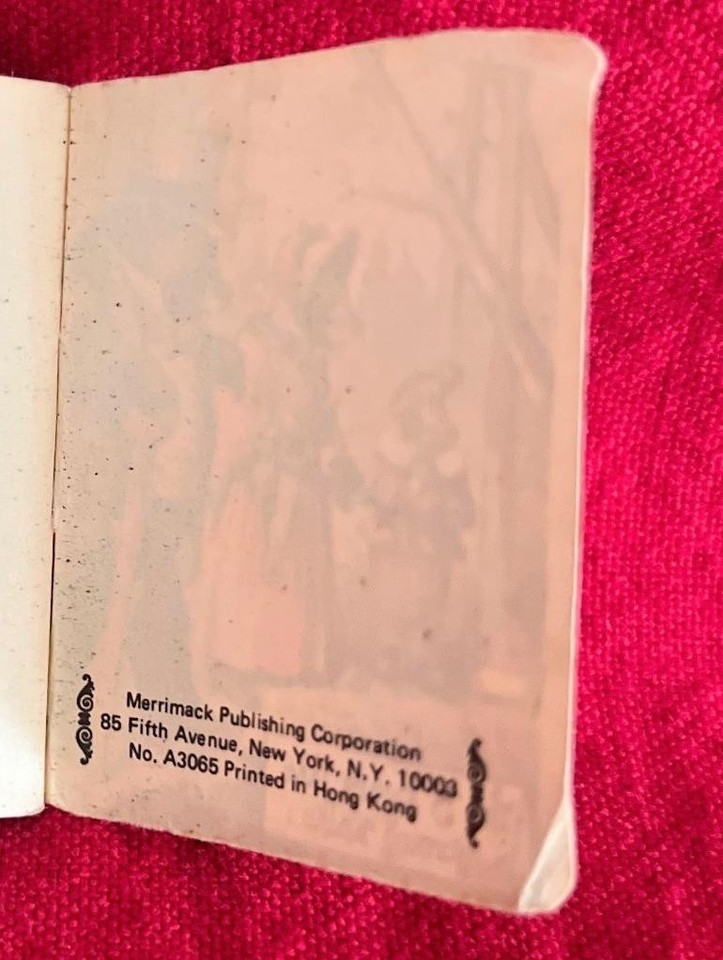 Merrimack Publishing Corporation
85 Fifth Avenue, New York, N.Y. 10003
No. A3065 Printed in Hong Kong